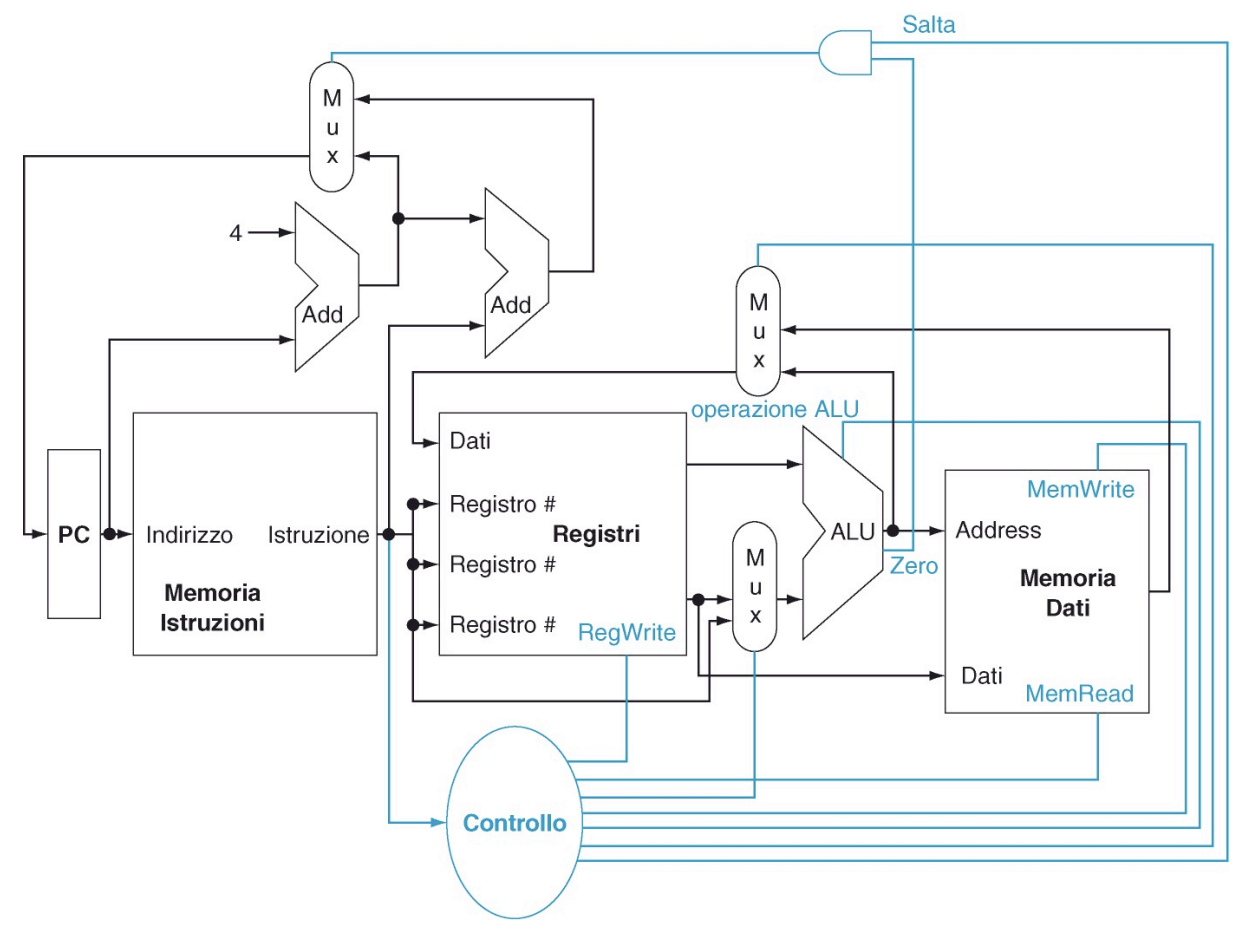 Salta
M
u
x
4
Add
Add
M
u
x
operazione ALU
Dati
MemWrite
PC
Indirizzo
Istruzione
Registro #
Registri
ALU
Address
M
u
x
Registro #
Zero
Memoria
Istruzioni
Memoria
Dati
Registro #
RegWrite
Dati
MemRead
Controllo